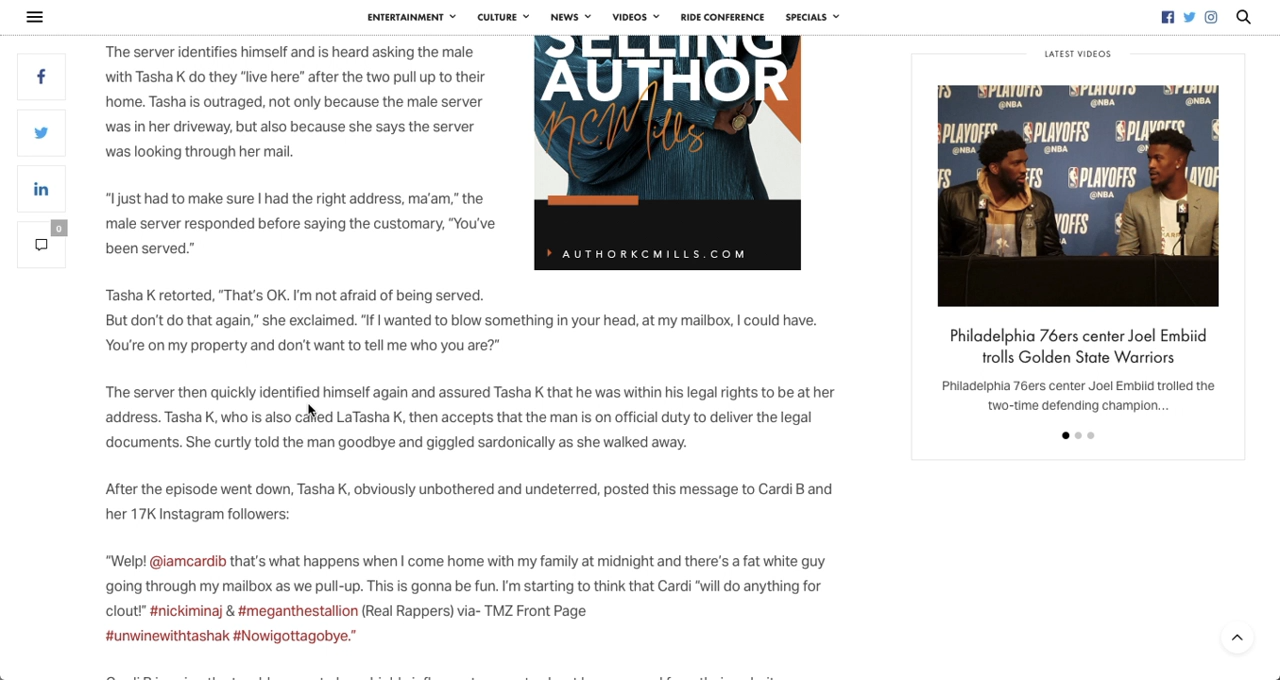 ENTERTAINMENT CULTURE NEWS VIDEOS RIDE CONFERENCE SPECIALS
The server identifies himself and is heard asking the male
with Tasha K do they “live here” after the two pull up to their
home. Tasha is outraged, not only because the male server
was in her driveway, but also because she says the server
was looking through her mail.
“I just had to make sure I had the right address, ma’am,” the
male server responded before saying the customary, “You’ve
been served.”
Tasha K retorted, “That’s OK. I’m not afraid of being served.
But don’t do that again,” she exclaimed. “If I wanted to blow something in your head, at my mailbox, I could have.
You’re on my property and don’t want to tell me who you are?”
The server then quickly identified himself again and assured Tasha K that he was within his legal rights to be at her
address. Tasha K, who is also called LaTasha K, then accepts that the man is on official duty to deliver the legal
documents. She curtly told the man goodbye and giggled sardonically as she walked away.
After the episode went down, Tasha K, obviously unbothered and undeterred, posted this message to Cardi B and
her 17K Instagram followers:
“Welp! @iamcardib that’s what happens when I come home with my family at midnight and there’s a fat white guy
going through my mailbox as we pull-up. This is gonna be fun. I’m starting to think that Cardi “will do anything for
clout!” #nickiminaj & #meganthestallion (Real Rappers) via- TMZ Front Page
#unwinewithtashak #Nowigottagobye.”
0
SELLING
AUTHOR
K.C. Mills
AUTHORKCMILLS.COM
LATEST VIDEOS
PLAYOFFS
@NBA
PLAYOFFS
@NBA
PLAYOFFS
@NBA
Philadelphia 76ers center Joel Embiid
trolls Golden State Warriors
Philadelphia 76ers center Joel Embiid trolled the
two-time defending champion...